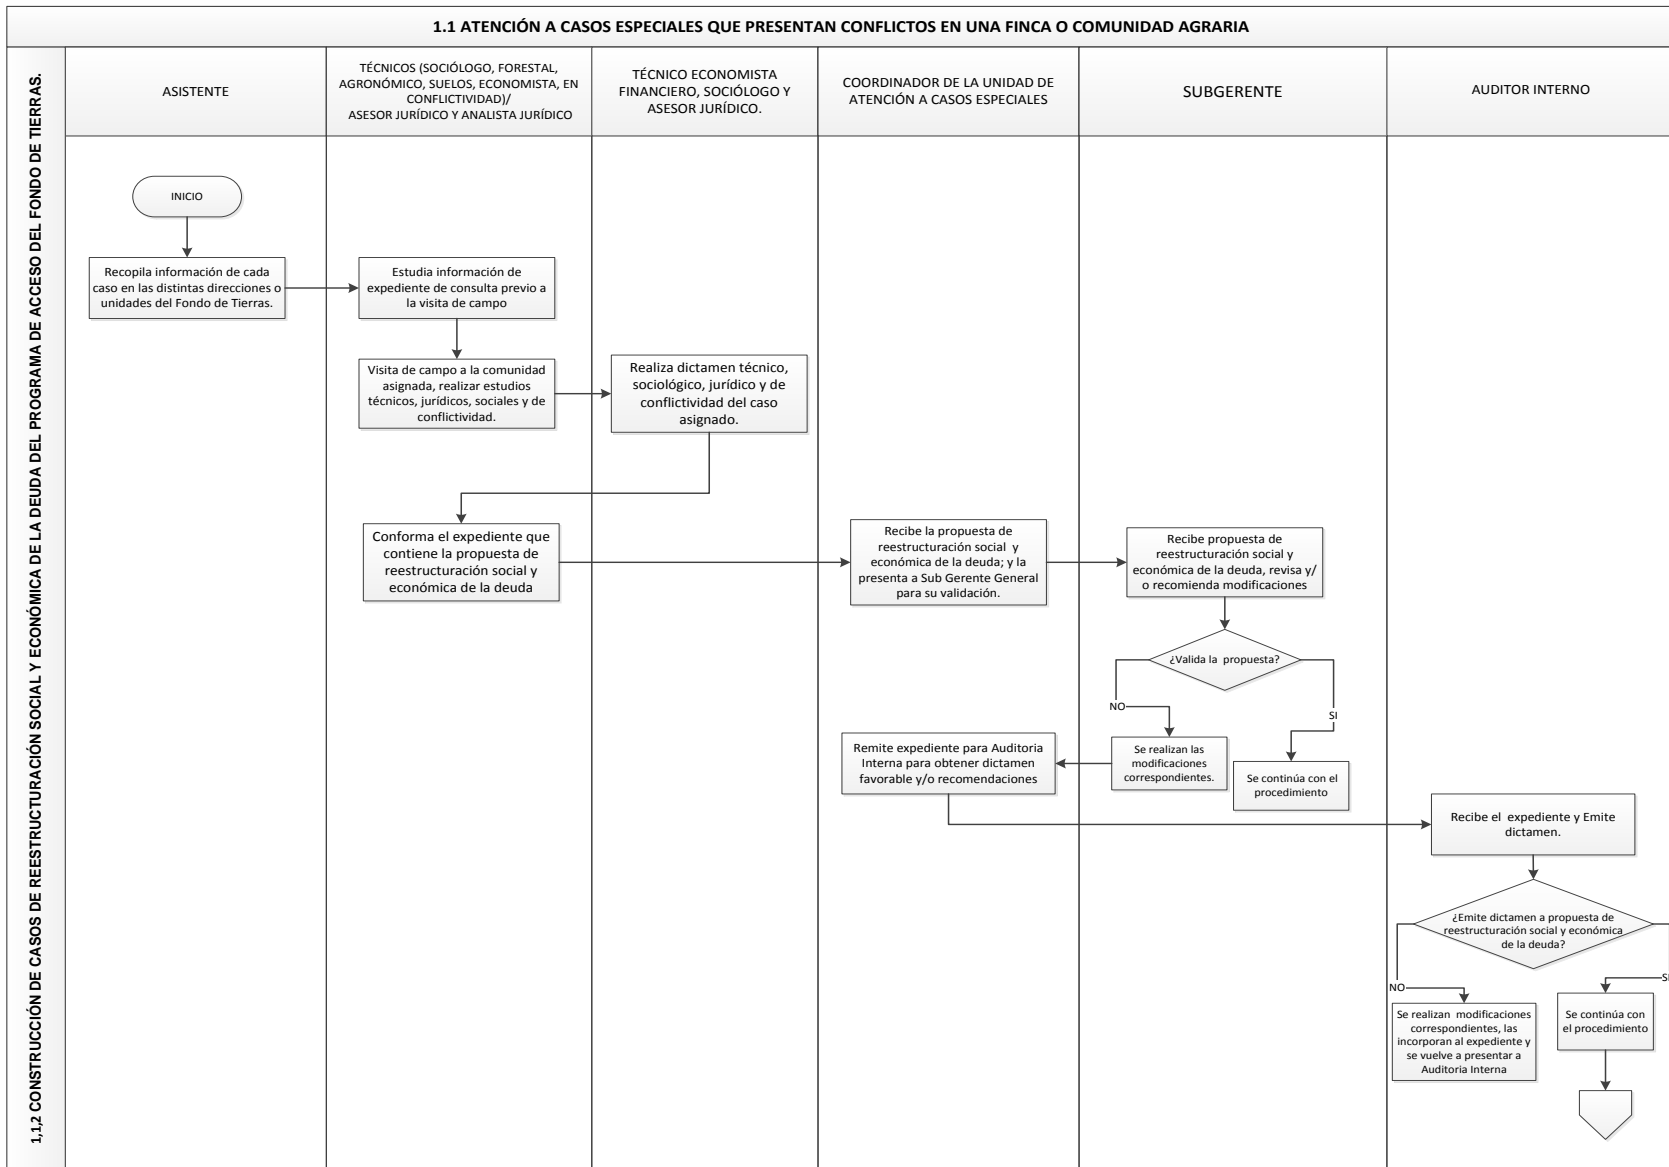 1.1 ATENCIÓN A CASOS ESPECIALES QUE PRESENTAN CONFLICTOS EN UNA FINCA O COMUNIDAD AGRARIA
1,1,2 CONSTRUCCIÓN DE CASOS DE REESTRUCTURACIÓN SOCIAL Y ECONÓMICA DE LA DEUDA DEL PROGRAMA DE ACCESO DEL FONDO DE TIERRAS.
ASISTENTE
TÉCNICOS (SOCIÓLOGO, FORESTAL,
AGRONÓMICO, SUELOS, ECONOMISTA, EN
CONFLICTIVIDAD)/
ASESOR JURÍDICO Y ANALISTA JURÍDICO
TÉCNICO ECONOMISTA
FINANCIERO, SOCIÓLOGO Y
ASESOR JURÍDICO.
COORDINADOR DE LA UNIDAD DE
ATENCIÓN A CASOS ESPECIALES
SUBGERENTE
AUDITOR INTERNO
INICIO
Recopila información de cada
caso en las distintas direcciones o
unidades del Fondo de Tierras.
Estudia información de
expediente de consulta previo a
la visita de campo
Visita de campo a la comunidad
asignada, realizar estudios
técnicos, jurídicos, sociales y de
conflictividad.
Realiza dictamen técnico,
sociológico, jurídico y de
conflictividad del caso
asignado.
Conforma el expediente que
contiene la propuesta de
reestructuración social y
económica de la deuda
Recibe la propuesta de
reestructuración social y
económica de la deuda; y la
presenta a Sub Gerente General
para su validación.
Recibe propuesta de
reestructuración social y
económica de la deuda, revisa y/
o recomienda modificaciones
¿Valida la propuesta?
NO
SI
Se realizan las
modificaciones
correspondientes.
Se continúa con el
procedimiento
Remite expediente para Auditoria
Interna para obtener dictamen
favorable y/o recomendaciones
Recibe el expediente y Emite
dictamen.
¿Emite dictamen a propuesta de
reestructuración social y económica
de la deuda?
NO
SI
Se realizan modificaciones
correspondientes, las
incorporan al expediente y
se vuelve a presentar a
Auditoria Interna
Se continúa con
el procedimiento